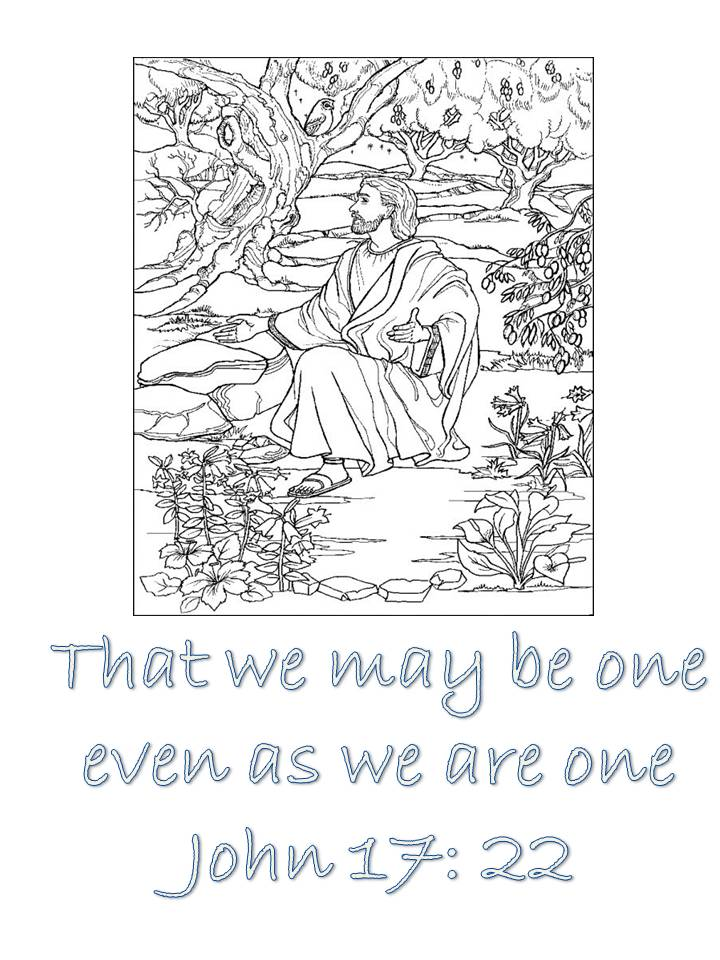 That we may be one
even as we are one
John 17: 22